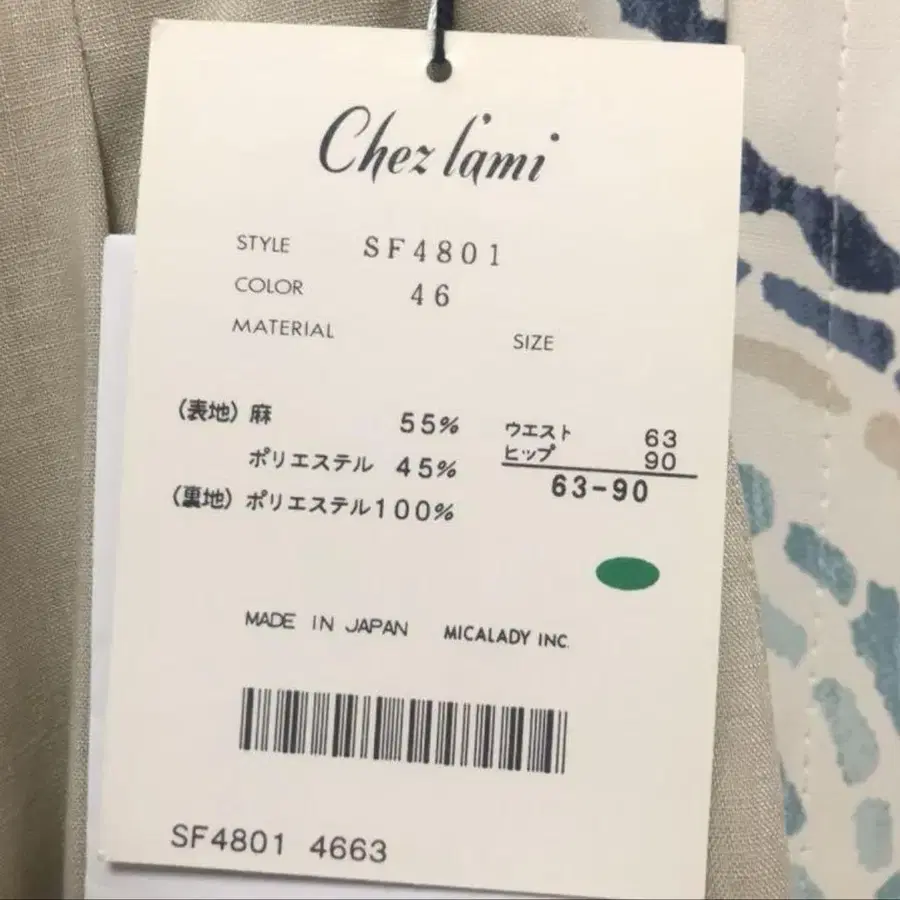 Chez l'ami
STYLE SF4801
COLOR 46
MATERIAL
SIZE
(表地) 麻 55%
ポリエステル 45%
(裏地) ポリエステル100%
ウエスト 63
ヒップ 90
63-90
MADE IN JAPAN MICALADY INC.
SF4801 4663